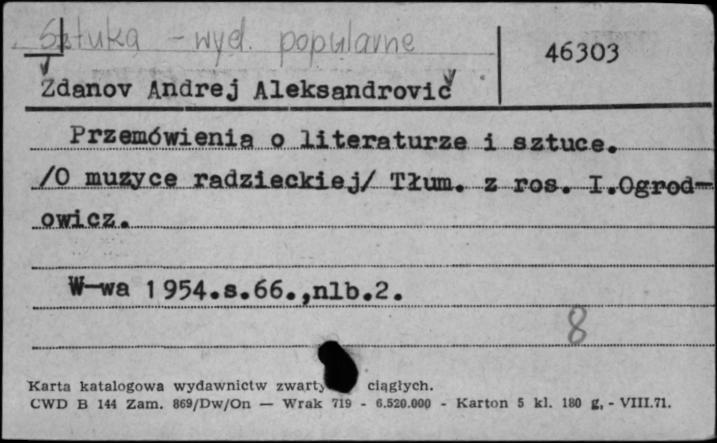 Sztuka - wyd. popularne
46303
Ždanov Andrej Aleksandrovič
Przemówienia o literaturze i sztuce.
/O muzyce radzieckiej/ Tłum. z ros. I.Ogrod-
owicz.
W-wa 1954.s.66.,nlb.2.
8
Karta katalogowa wydawnictw zwarty ciągłych.
CWD B 144 Zam. 869/Dw/On — Wrak 719 - 6.520.000 - Karton 5 kl. 180 g. - VIII.71.